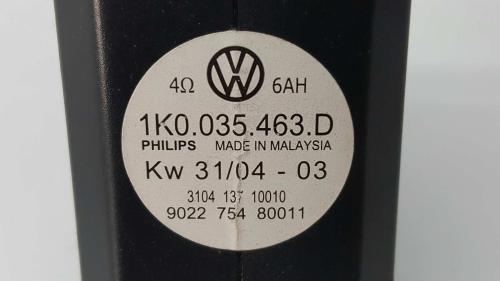 4Ω VW 6AH
1K0.035.463.D
PHILIPS MADE IN MALAYSIA
Kw 31/04 - 03
3104 137 10010
9022 754 80011